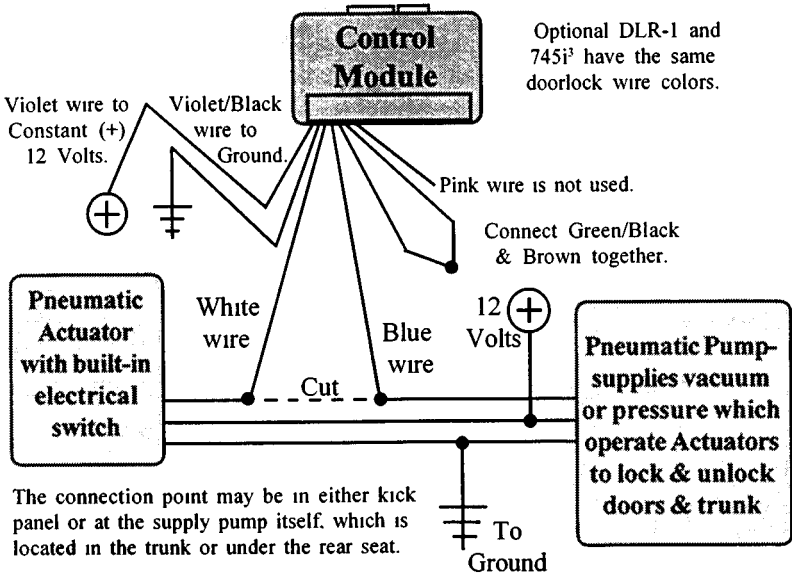 Control
Module
Optional DLR-1 and
745i³ have the same
doorlock wire colors.
Violet wire to
Constant (+)
12 Volts.
Violet/Black
wire to
Ground.
Pink wire is not used.
Connect Green/Black
& Brown together.
Pneumatic
Actuator
with built-in
electrical
switch
White
wire
Blue
wire
Cut
12
Volts
Pneumatic Pump-
supplies vacuum
or pressure which
operate Actuators
to lock & unlock
doors & trunk
The connection point may be in either kick
panel or at the supply pump itself, which is
located in the trunk or under the rear seat.
To
Ground